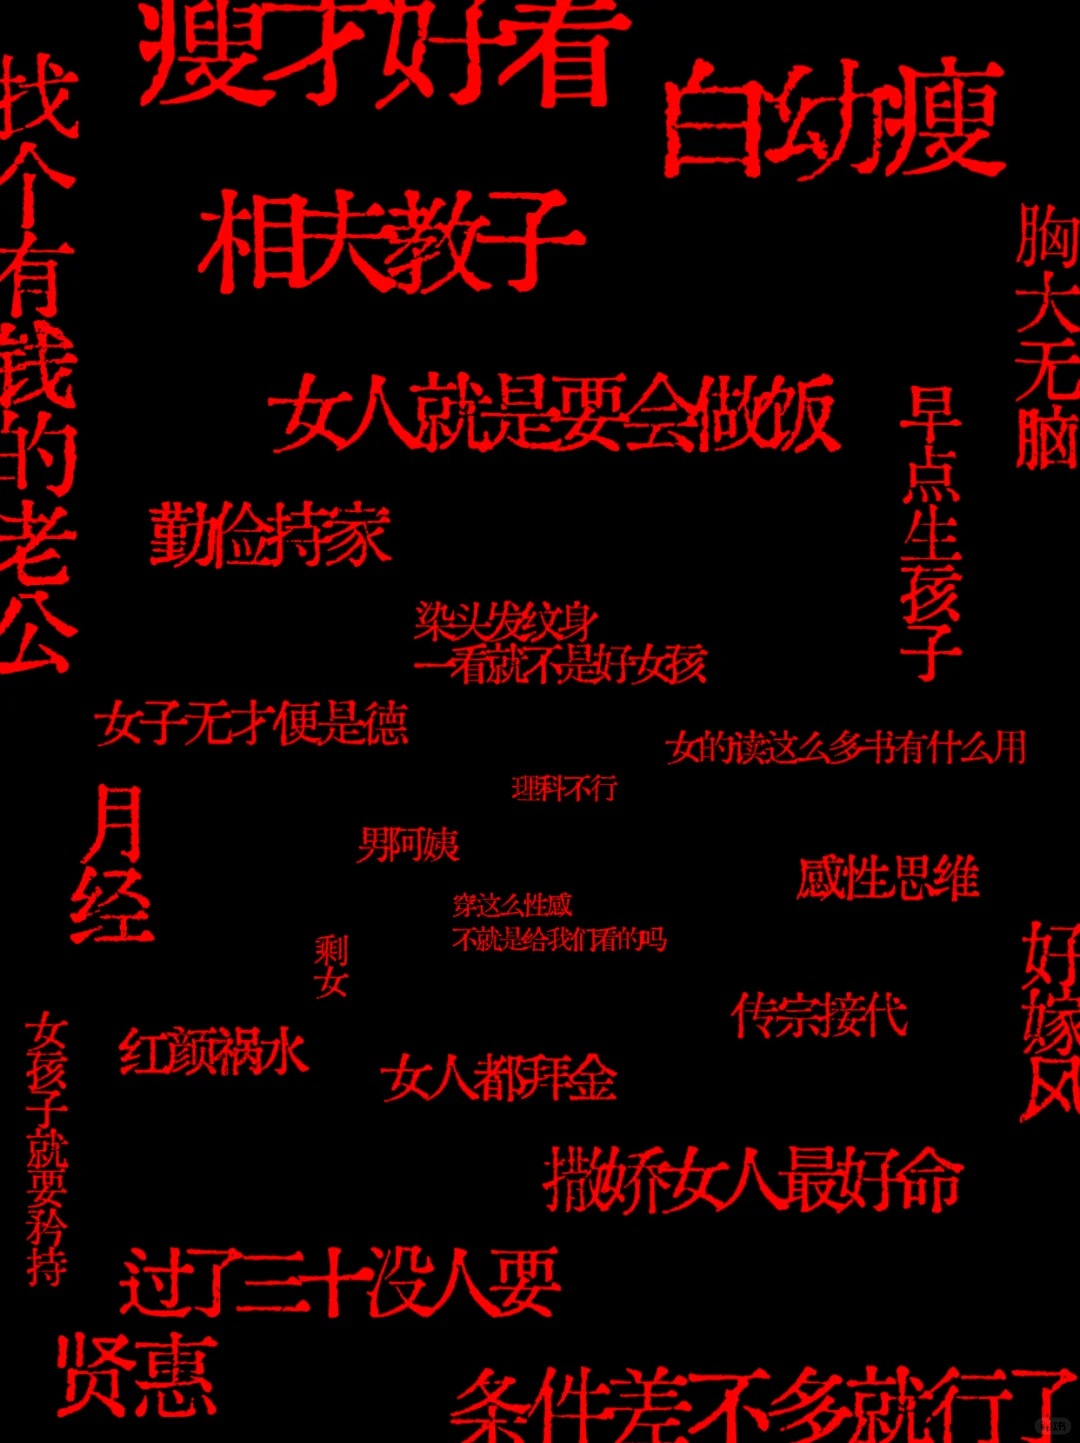 瘦才好看
白幼瘦
找个有钱的老公
相夫教子
胸大无脑
女人就是要会做饭
早点生孩子
勤俭持家
染头发纹身
一看就不是好女孩
女子无才便是德
女的读这么多书有什么用
理科不行
月经
男阿姨
感性思维
穿这么性感
不就是给我们看的吗
剩女
好嫁风
传宗接代
女孩子就要矜持
红颜祸水
女人都拜金
撒娇女人最好命
过了三十没人要
贤惠
条件差不多就行了